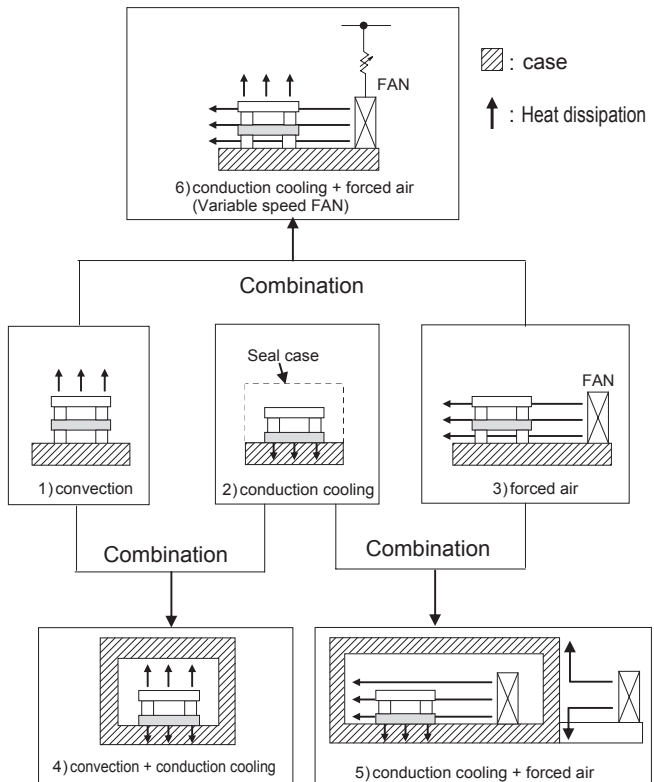 FAN
: case
: Heat dissipation
6) conduction cooling + forced air
(Variable speed FAN)
Combination
1) convection
Seal case
2) conduction cooling
FAN
3) forced air
Combination
Combination
4) convection + conduction cooling
5) conduction cooling + forced air